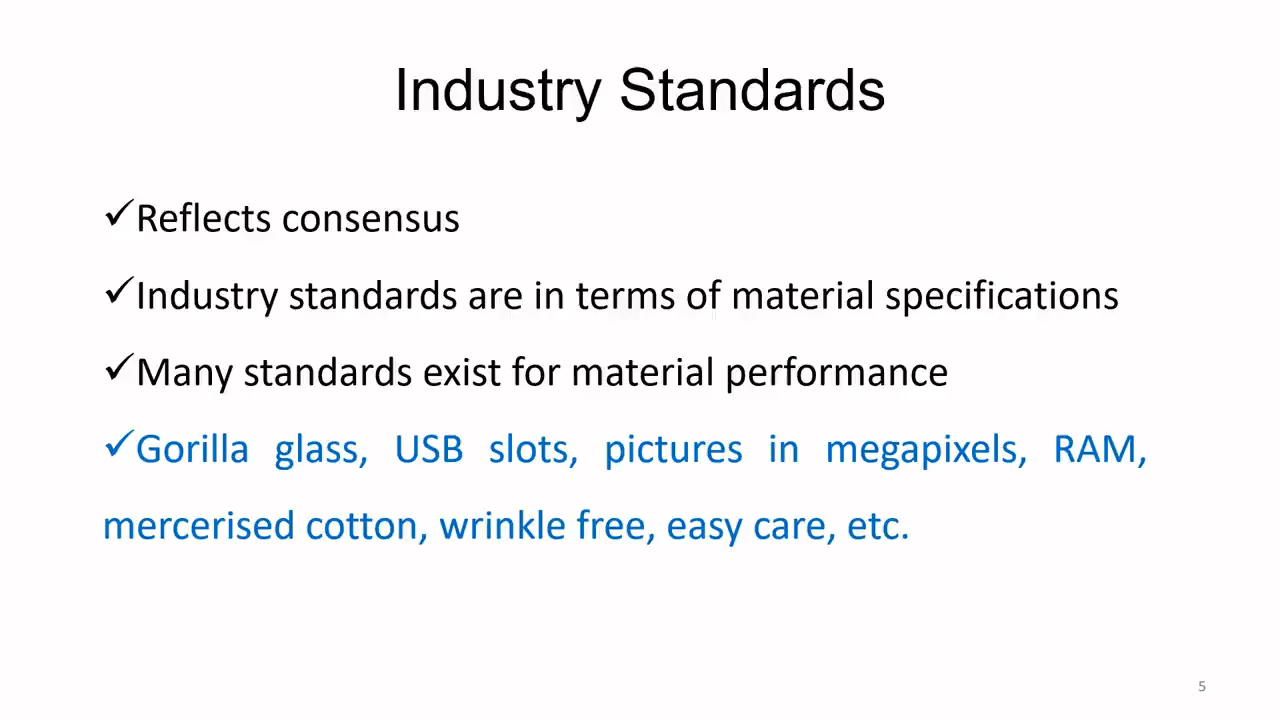 Industry Standards
✓Reflects consensus
✓Industry standards are in terms of material specifications
✓Many standards exist for material performance
✓Gorilla glass, USB slots, pictures in megapixels, RAM,
mercerised cotton, wrinkle free, easy care, etc.
5